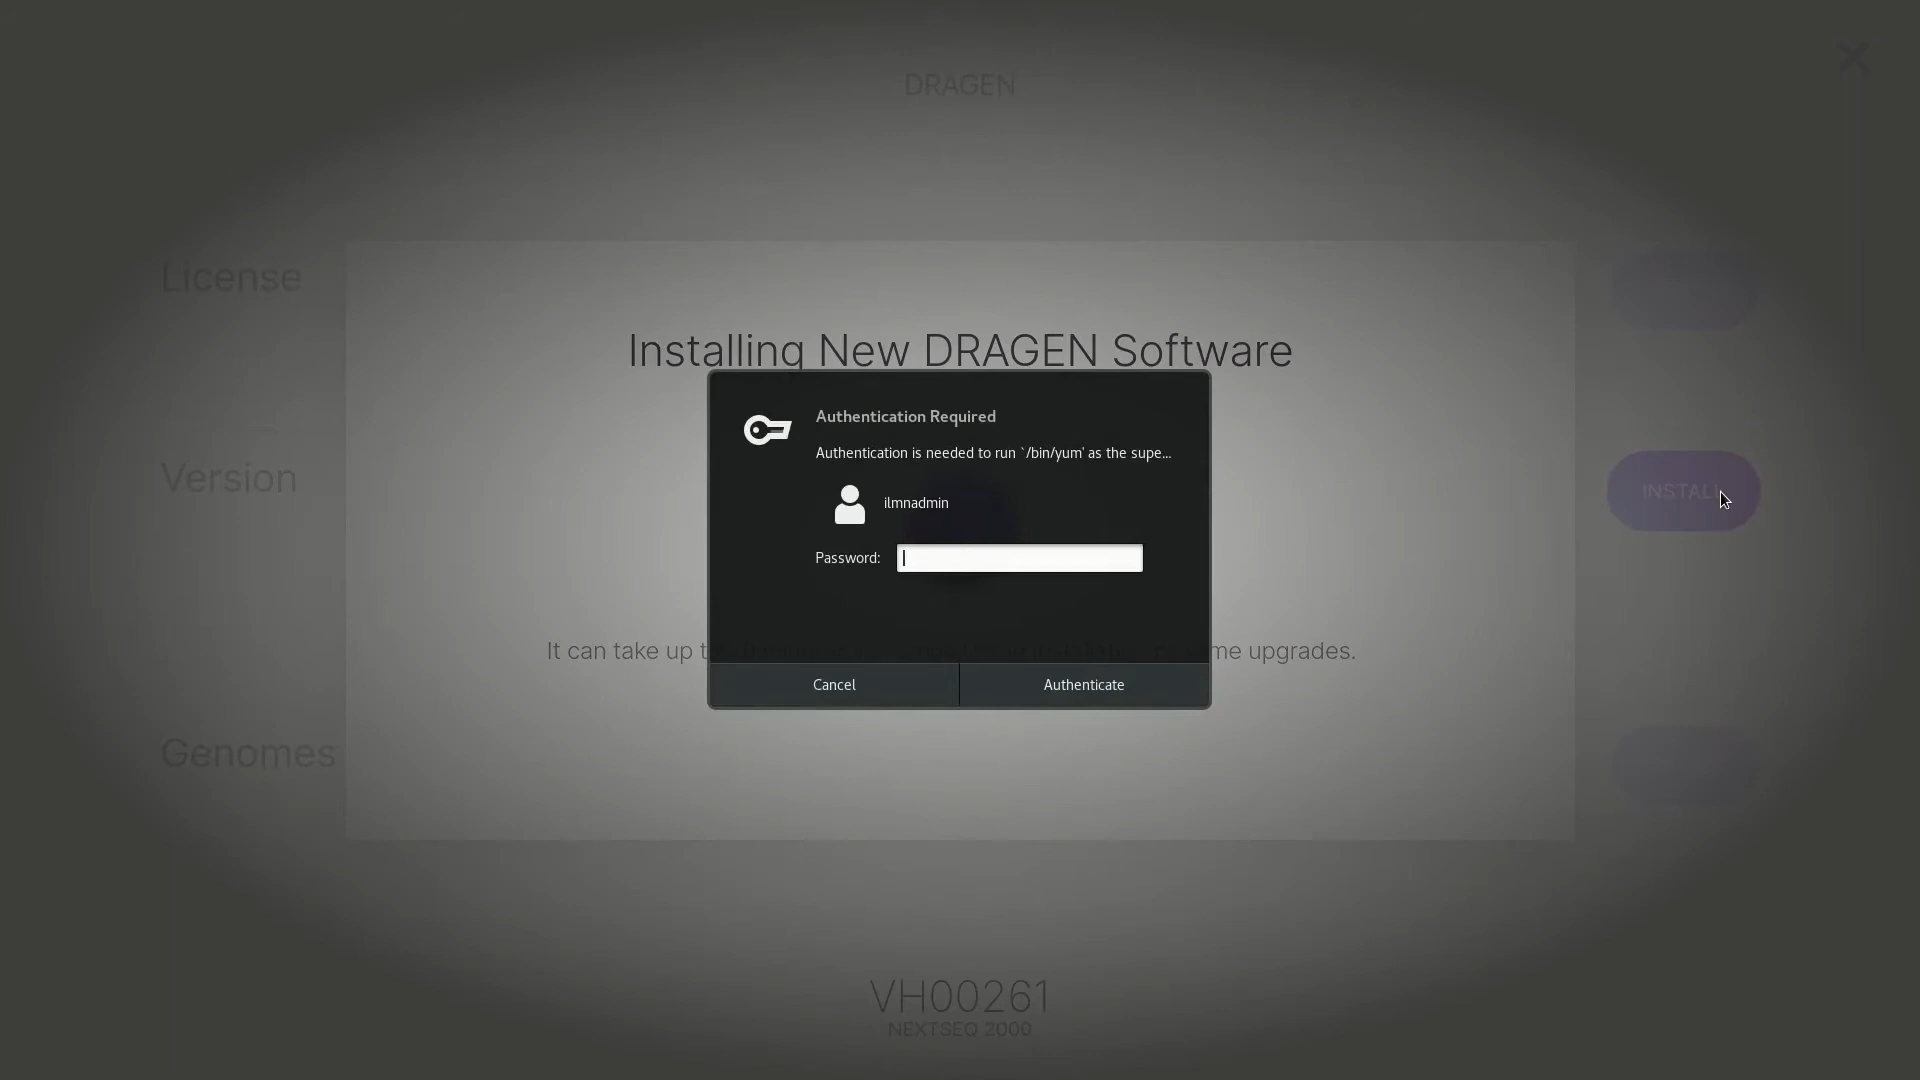 DRAGEN
License
Installing New DRAGEN Software
Authentication Required
Authentication is needed to run `/bin/yum' as the supe...
ilmnadmin
Version
INSTALL
Password:
It can take up
me upgrades.
Cancel
Authenticate
Genomes
VH00261
NEXTSEQ 2000